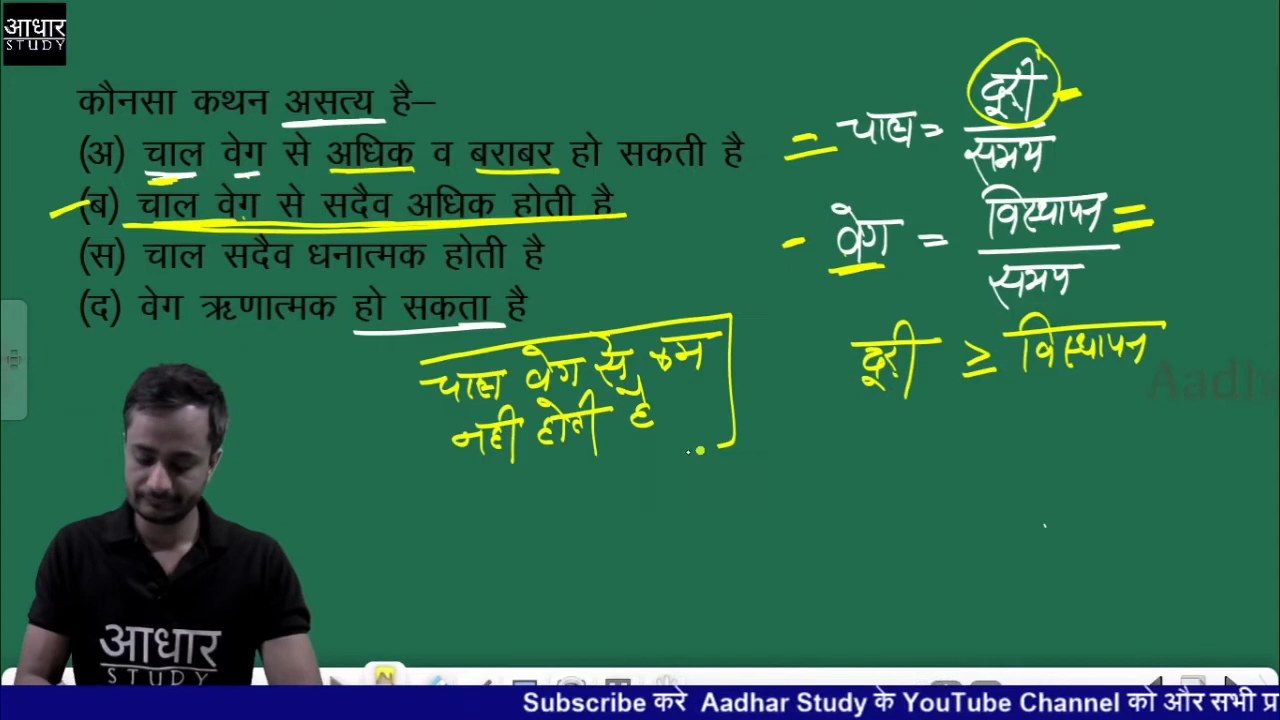 आधार
STUDY
कौनसा कथन असत्य है–
(अ) चाल वेग से अधिक व बराबर हो सकती है
(ब) चाल वेग से सदैव अधिक होती है
(स) चाल सदैव धनात्मक होती है
(द) वेग ऋणात्मक हो सकता है
चाल = दूरी
समय
वेग = विस्थापन
समय
दूरी ≥ विस्थापन
चाल वेग से कम
नही होती है
Aadha
आधार
STUDY
Subscribe करे Aadhar Study के YouTube Channel को और सभी प्र